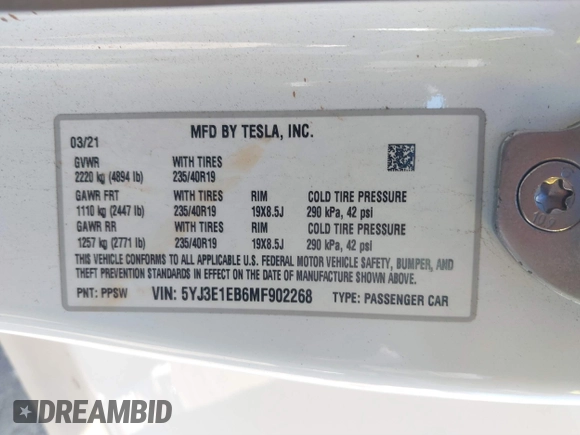 03/21 MFD BY TESLA, INC.
GVWR WITH TIRES
2220 kg (4894 lb) 235/40R19
GAWR FRT WITH TIRES RIM COLD TIRE PRESSURE
1110 kg (2447 lb) 235/40R19 19X8.5J 290 kPa, 42 psi
GAWR RR WITH TIRES RIM COLD TIRE PRESSURE
1257 kg (2771 lb) 235/40R19 19X8.5J 290 kPa, 42 psi
THIS VEHICLE CONFORMS TO ALL APPLICABLE U.S. FEDERAL MOTOR VEHICLE SAFETY, BUMPER, AND
THEFT PREVENTION STANDARDS IN EFFECT ON THE DATE OF MANUFACTURE SHOWN ABOVE.
PNT: PPSW VIN: 5YJ3E1EB6MF902268 TYPE: PASSENGER CAR
DREAMBID